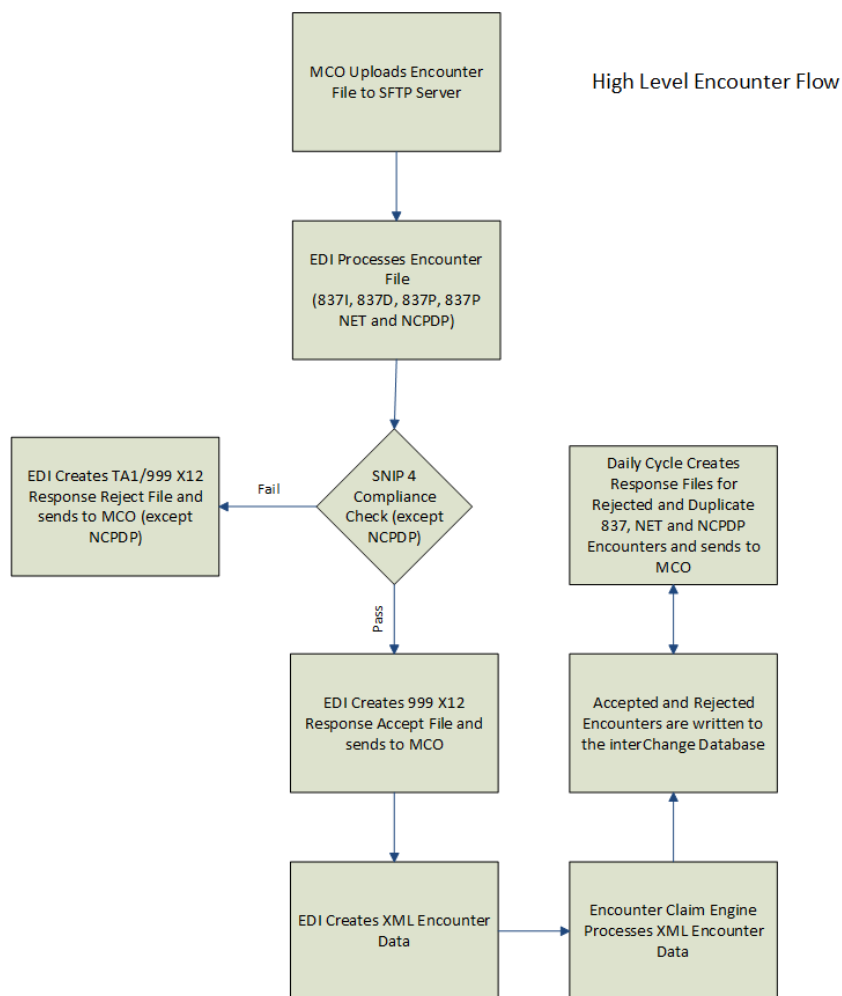 High Level Encounter Flow
MCO Uploads Encounter
File to SFTP Server
EDI Processes Encounter
File
(837I, 837D, 837P, 837P
NET and NCPDP)
SNIP 4
Compliance
Check (except
NCPDP)
Fail
EDI Creates TA1/999 X12
Response Reject File and
sends to MCO (except
NCPDP)
Pass
EDI Creates 999 X12
Response Accept File and
sends to MCO
EDI Creates XML Encounter
Data
Encounter Claim Engine
Processes XML Encounter
Data
Accepted and Rejected
Encounters are written to
the interChange Database
Daily Cycle Creates
Response Files for
Rejected and Duplicate
837, NET and NCPDP
Encounters and sends to
MCO